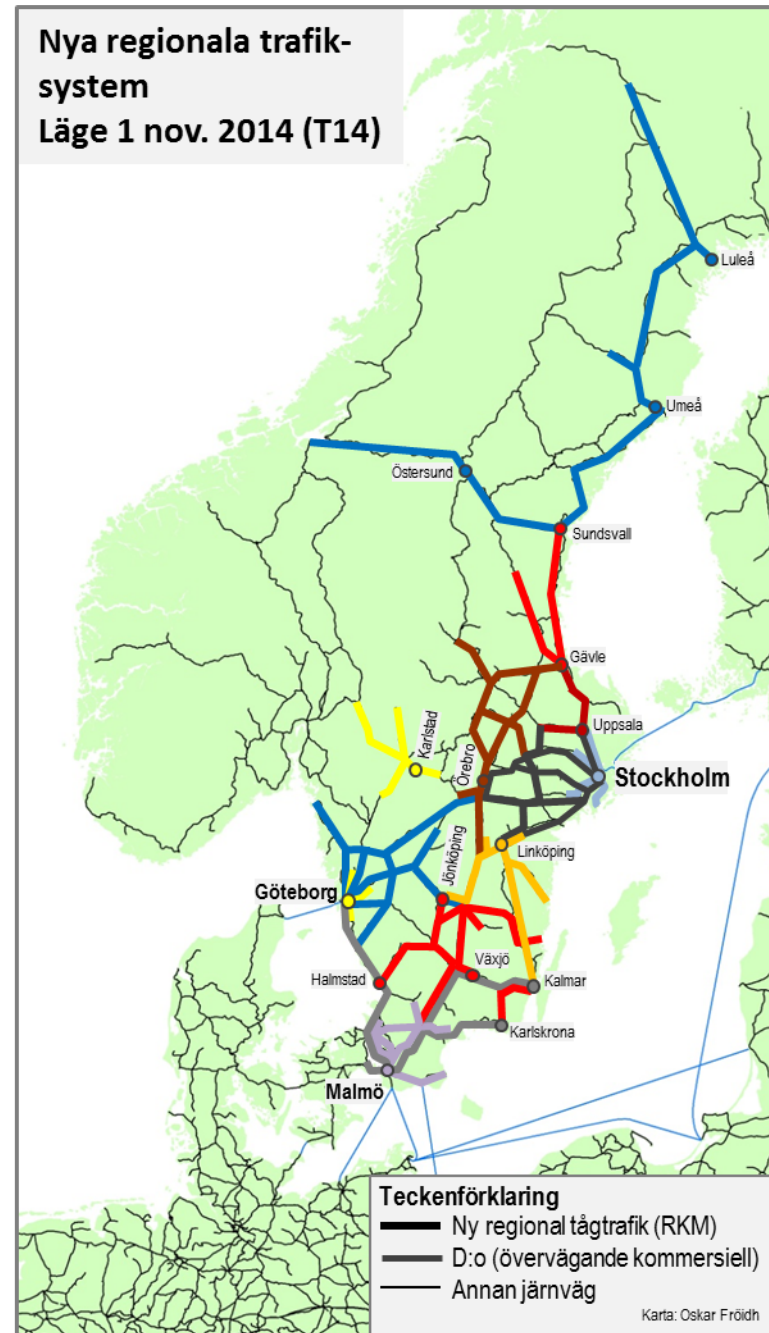 Nya regionala trafik-
system
Läge 1 nov. 2014 (T14)
Luleå
Umeå
Östersund
Sundsvall
Gävle
Uppsala
Karlstad
Örebro
Stockholm
Linköping
Jönköping
Göteborg
Växjö
Halmstad
Kalmar
Karlskrona
Malmö
Teckenförklaring
Ny regional tågtrafik (RKM)
D:o (övervägande kommersiell)
Annan järnväg
Karta: Oskar Fröidh